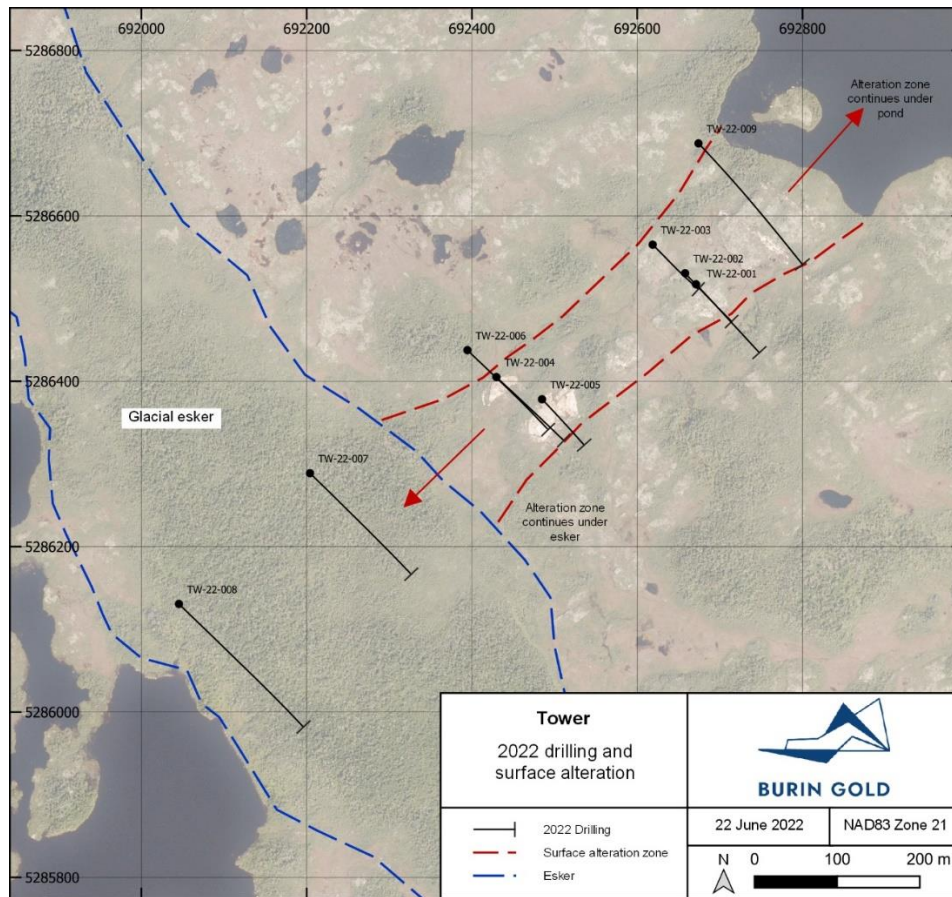 692000 692200 692400 692600 692800
5286800
Alteration zone
continues under
pond
TW-22-009
5286600
TW-22-003
TW-22-002
TW-22-001
TW-22-006
5286400
TW-22-004
TW-22-005
Glacial esker
TW-22-007
Alteration zone
continues under
esker
5286200
TW-22-008
5286000
Tower
2022 drilling and
surface alteration
BURIN GOLD
2022 Drilling
Surface alteration zone
Esker
22 June 2022
NAD83 Zone 21
N
0 100 200 m
5285800